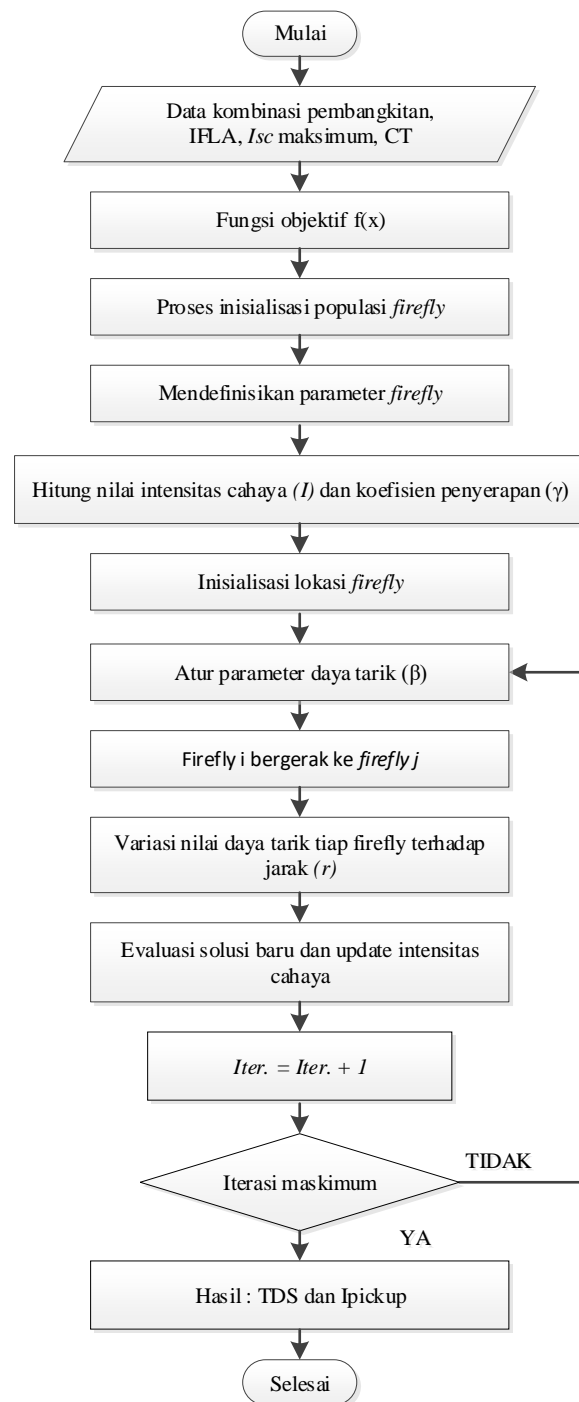 Mulai
Data kombinasi pembangkitan,
IFLA, Isc maksimum, CT
Fungsi objektif f(x)
Proses inisialisasi populasi firefly
Mendefinisikan parameter firefly
Hitung nilai intensitas cahaya (I) dan koefisien penyerapan (γ)
Inisialisasi lokasi firefly
Atur parameter daya tarik (β)
Firefly i bergerak ke firefly j
Variasi nilai daya tarik tiap firefly terhadap
jarak (r)
Evaluasi solusi baru dan update intensitas
cahaya
Iter. = Iter. + 1
TIDAK
Iterasi maskimum
YA
Hasil : TDS dan Ipickup
Selesai